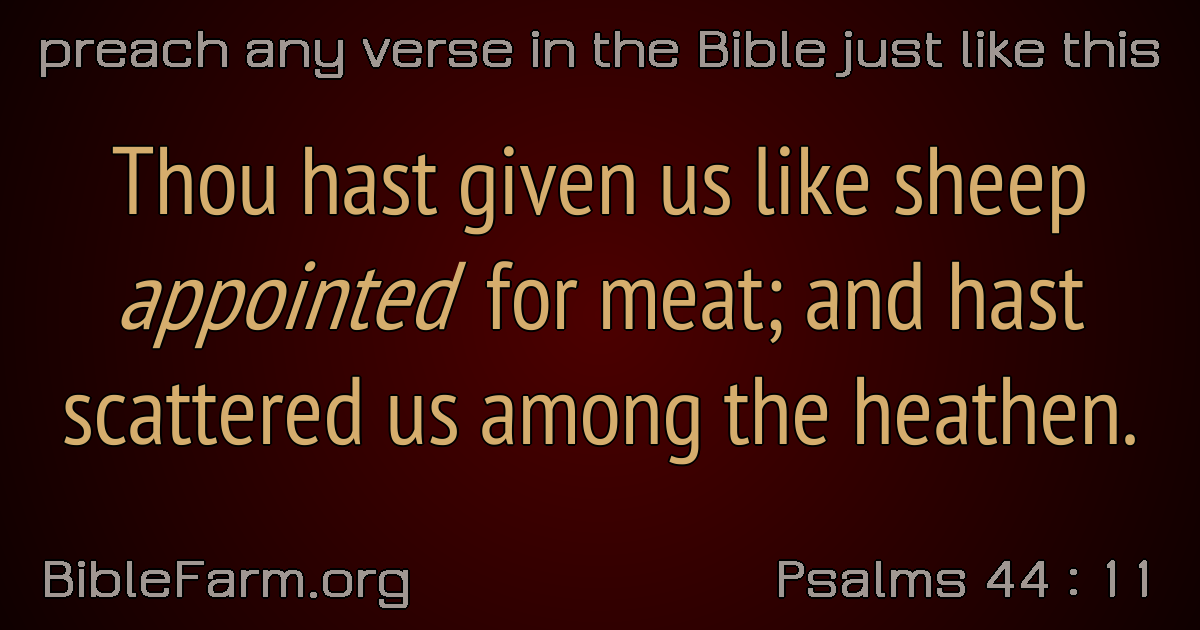 preach any verse in the Bible just like this
Thou hast given us like sheep
appointed for meat; and hast
scattered us among the heathen.
BibleFarm.org
Psalms 44 : 11